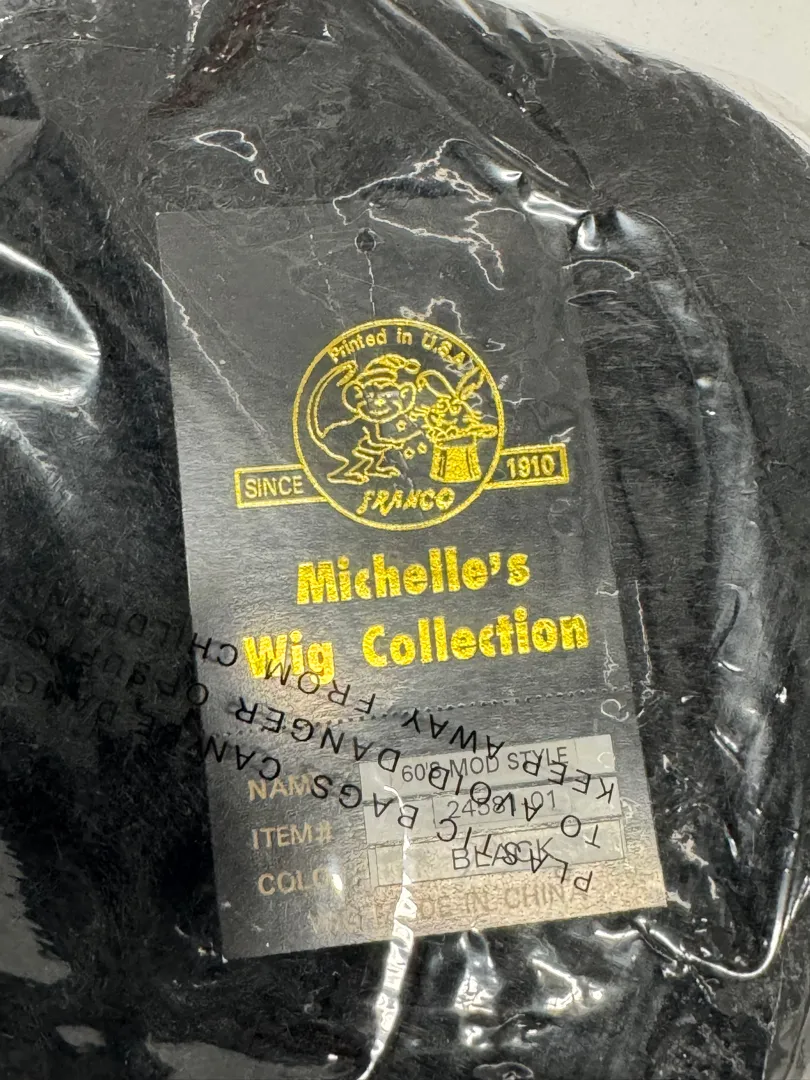 Printed in U.S.A.
SINCE
1910
FRANCO
Michelle's
Wig Collection
NAME
60'S MOD STYLE
ITEM#
COLOR
BLACK
MADE IN CHINA
PLASTIC BAGS CAN BE DANGEROUS
TO AVOID DANGER OF SUFFOCATION
KEEP AWAY FROM CHILDREN